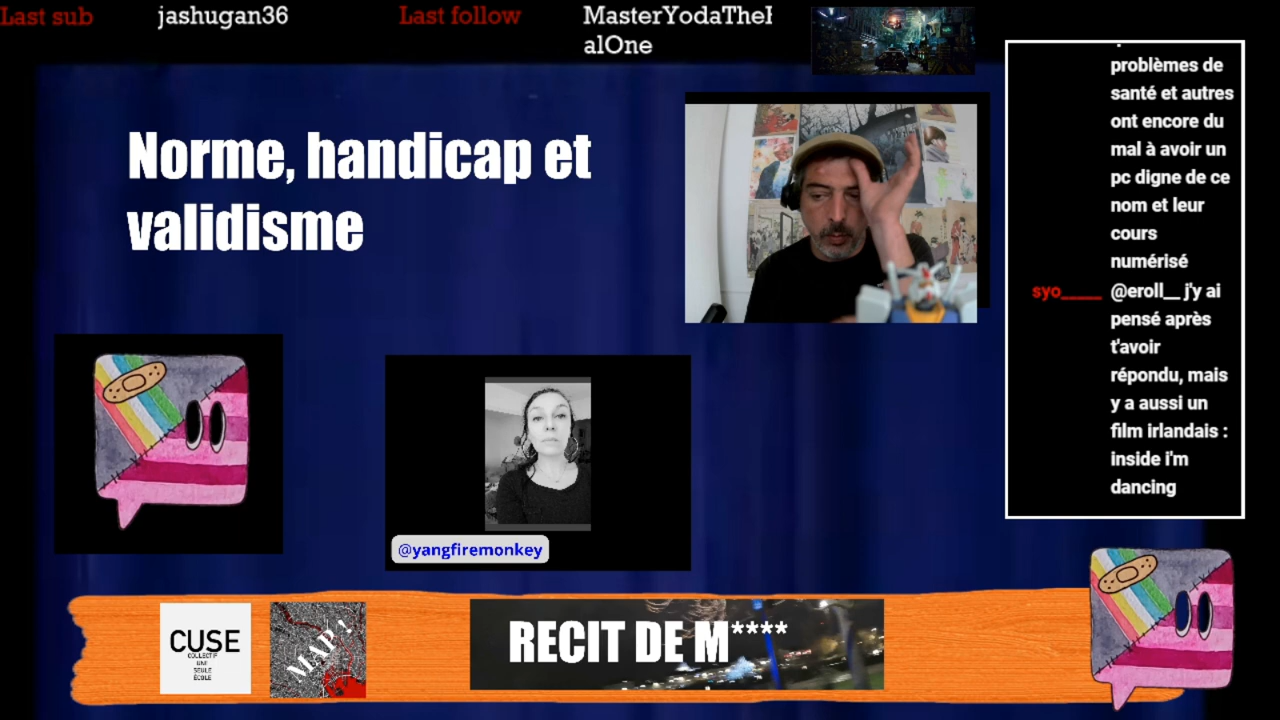 Last sub
jashugan36
Last follow
MasterYodaTheR
alOne
Norme, handicap et
validisme
problèmes de
santé et autres
ont encore du
mal à avoir un
pc digne de ce
nom et leur
cours
numérisé
syo_____ @eroll__ j'y ai
pensé après
t'avoir
répondu, mais
y a aussi un
film irlandais :
inside i'm
dancing
@yangfiremonkey
CUSE
COLLECTIF
UNE
SEULE
ÉCOLE
MAP !
RECIT DE M****